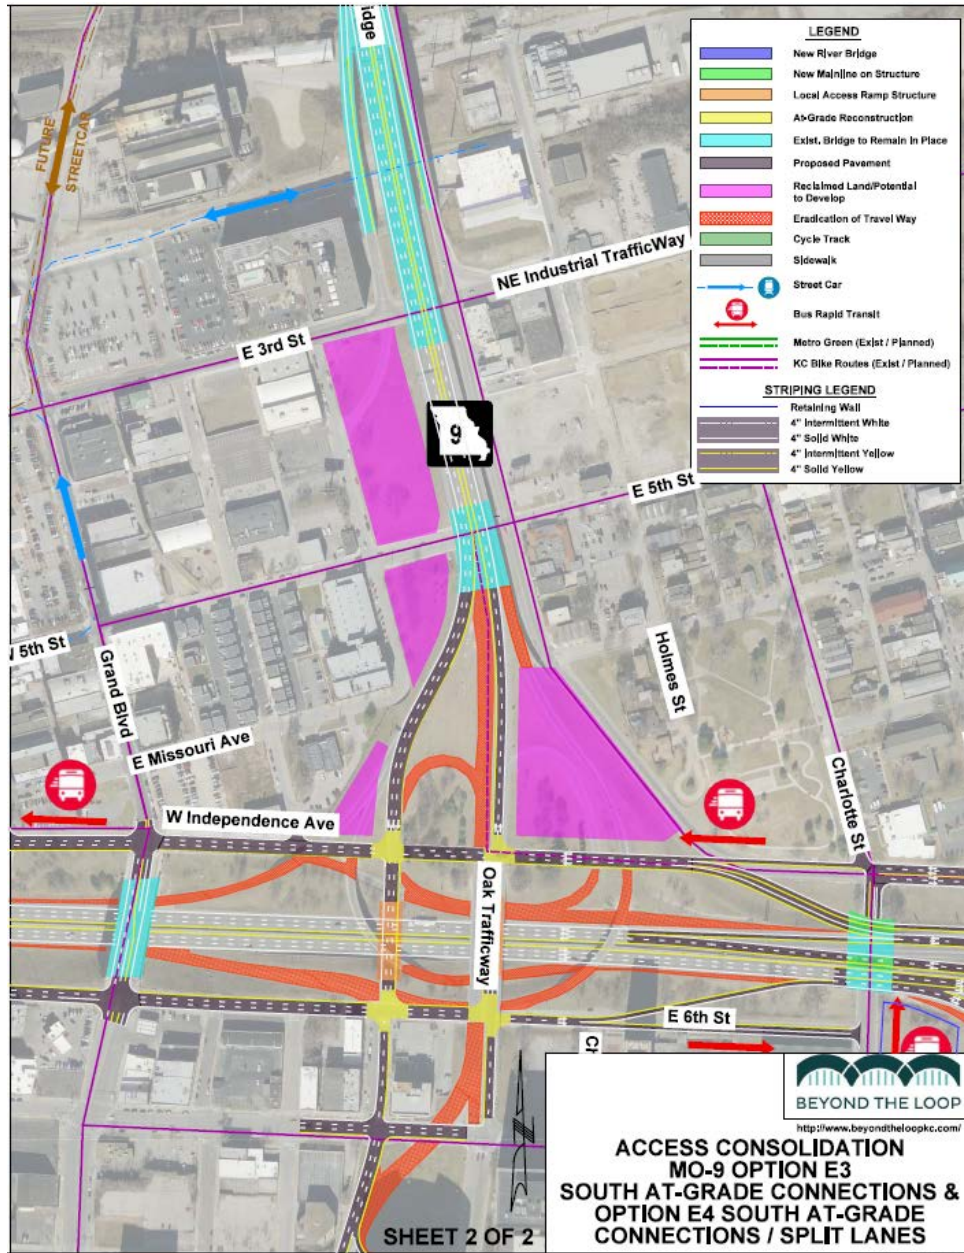 idge
LEGEND
New River Bridge
New Mainline on Structure
Local Access Ramp Structure
At-Grade Reconstruction
Exist. Bridge to Remain In Place
Proposed Pavement
Reclaimed Land/Potential
to Develop
Eradication of Travel Way
Cycle Track
Sidewalk
Street Car
Bus Rapid Transit
Metro Green (Exist / Planned)
KC Bike Routes (Exist / Planned)
STRIPING LEGEND
Retaining Wall
4" Intermittent White
4" Solid White
4" Intermittent Yellow
4" Solid Yellow
FUTURE
STREETCAR
NE Industrial TrafficWay
E 3rd St
9
E 5th St
W 5th St
Grand Blvd
Holmes St
E Missouri Ave
Charlotte St
W Independence Ave
Oak Trafficway
E 6th St
Ch
BEYOND THE LOOP
http://www.beyondtheloopkc.com/
ACCESS CONSOLIDATION
MO-9 OPTION E3
SOUTH AT-GRADE CONNECTIONS &
OPTION E4 SOUTH AT-GRADE
CONNECTIONS / SPLIT LANES
SHEET 2 OF 2